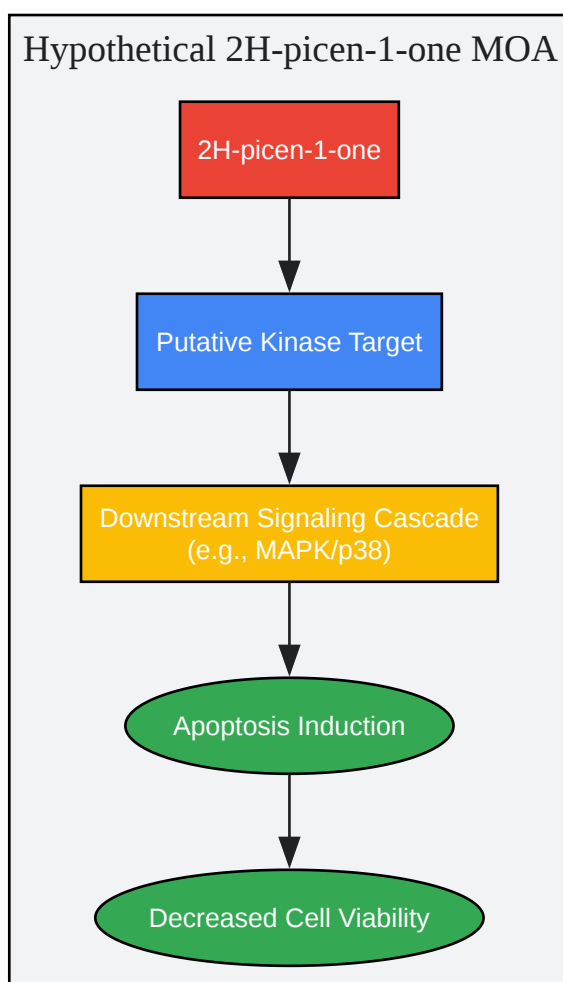 Hypothetical 2H-picen-1-one MOA
2H-picen-1-one
Putative Kinase Target
Downstream Signaling Cascade
(e.g., MAPK/p38)
Apoptosis Induction
Decreased Cell Viability